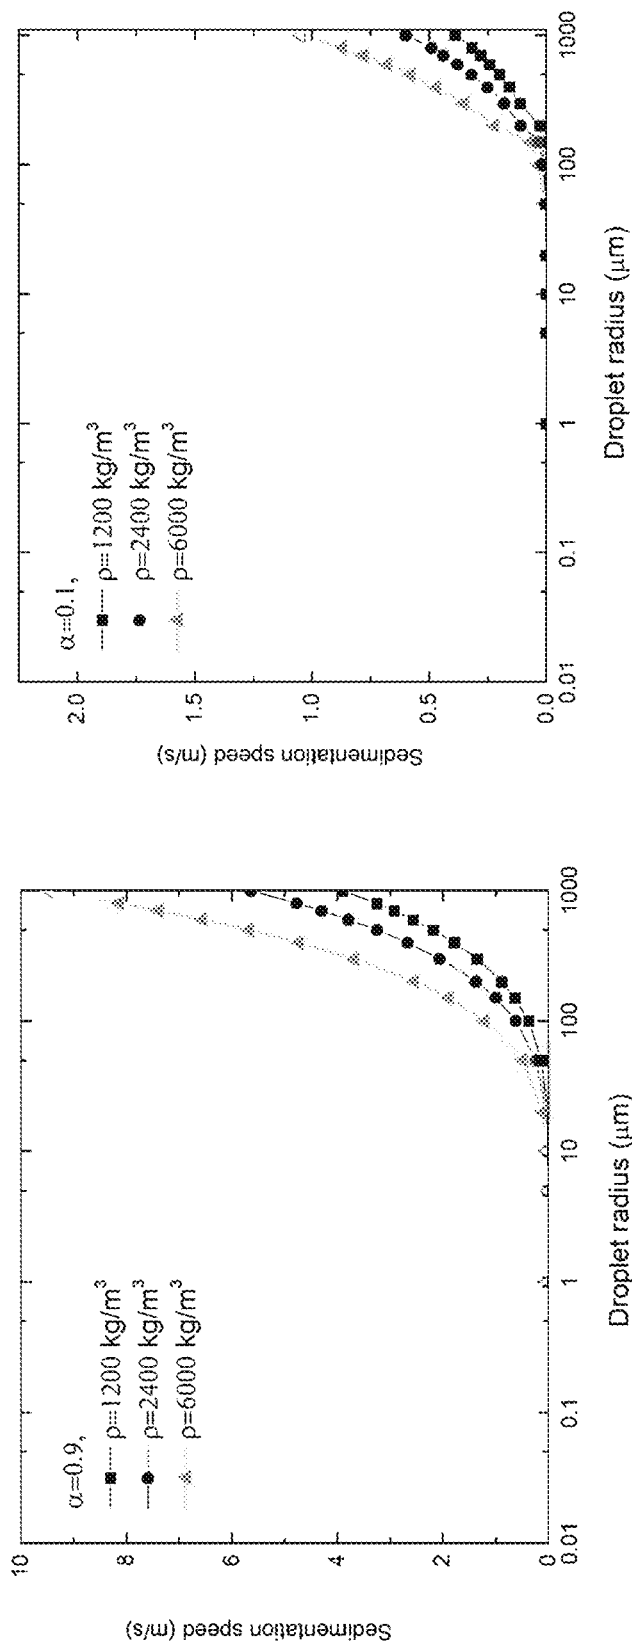 α=0.9,
ρ=1200 kg/m³
ρ=2400 kg/m³
ρ=6000 kg/m³
Sedimentation speed (m/s)
10
8
6
4
2
0
0.01
0.1
1
10
100
1000
Droplet radius (μm)
α=0.1,
ρ=1200 kg/m³
ρ=2400 kg/m³
ρ=6000 kg/m³
Sedimentation speed (m/s)
2.0
1.5
1.0
0.5
0.0
0.01
0.1
1
10
100
1000
Droplet radius (μm)